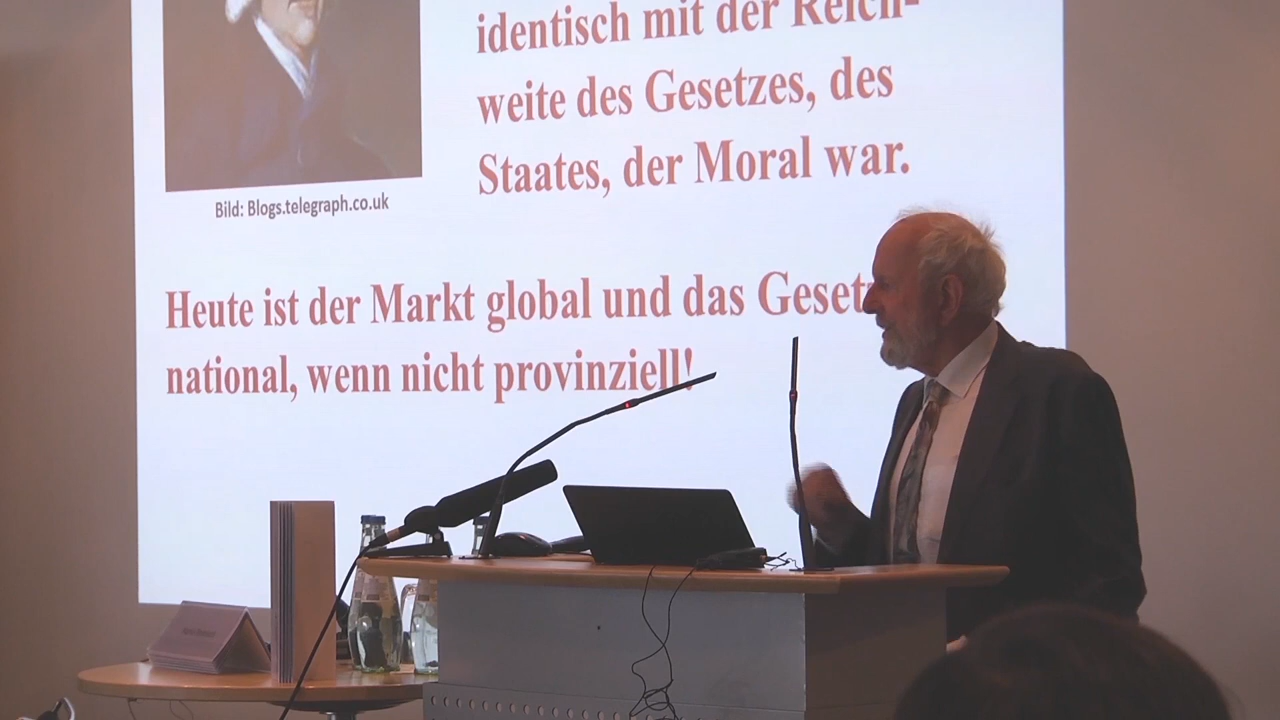 identisch mit der Reich-
weite des Gesetzes, des
Staates, der Moral war.
Bild: Blogs.telegraph.co.uk
Heute ist der Markt global und das Gesetz
national, wenn nicht provinziell!